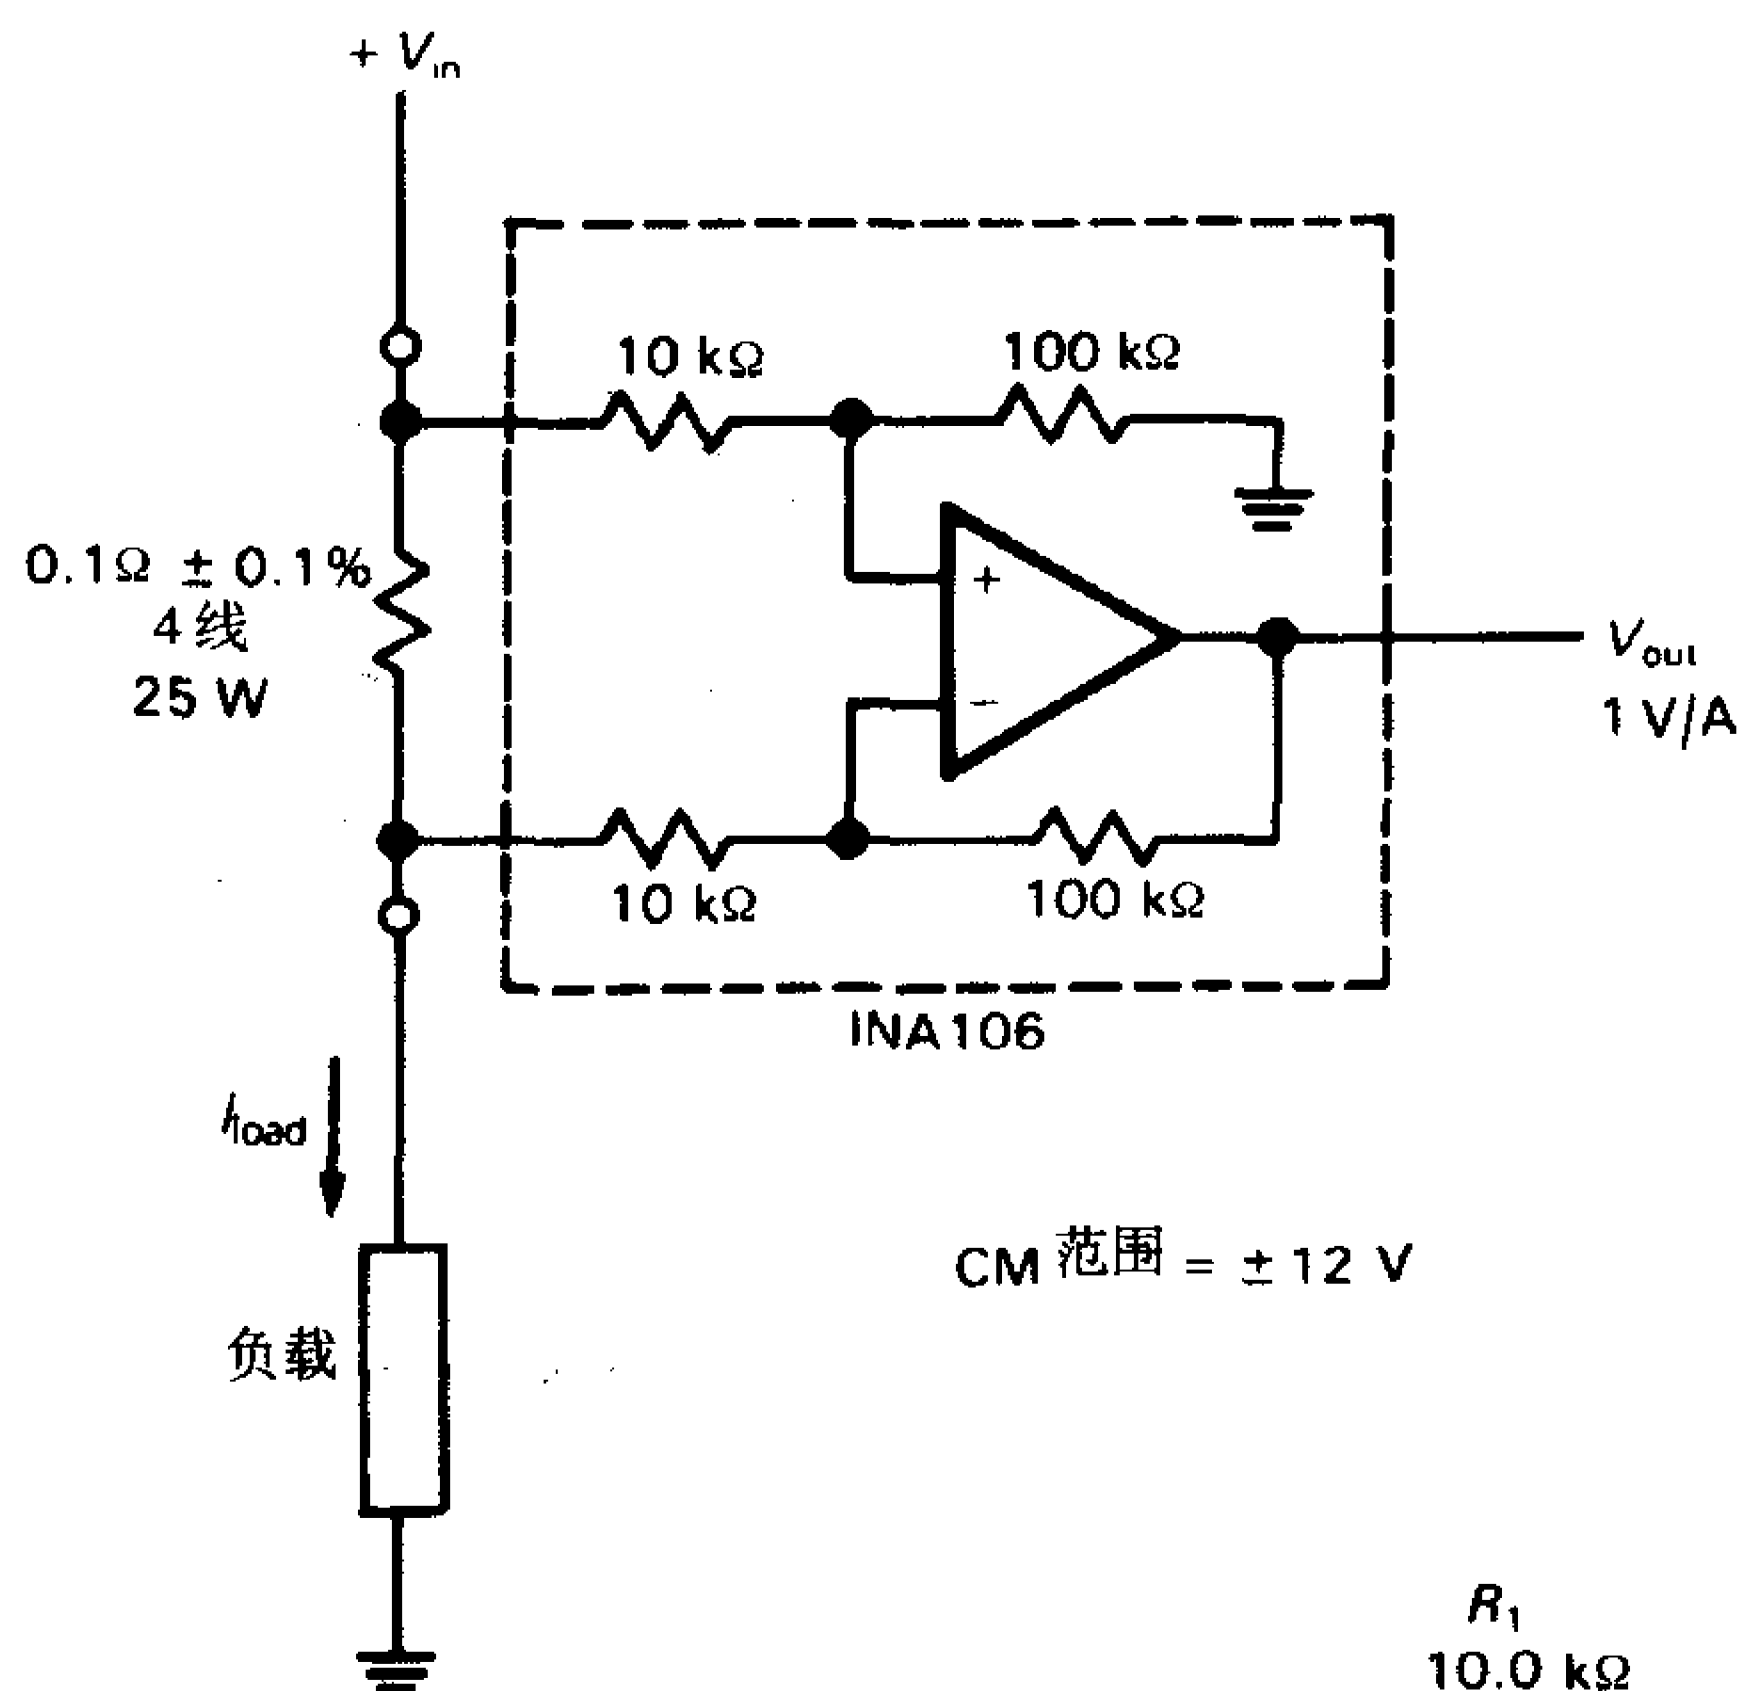 + Vin
10 kΩ
100 kΩ
0.1Ω ± 0.1%
4 线
25 W
+
−
Vout
1 V/A
10 kΩ
100 kΩ
INA106
Iload
CM 范围 = ± 12 V
负载
R1
10.0 kΩ